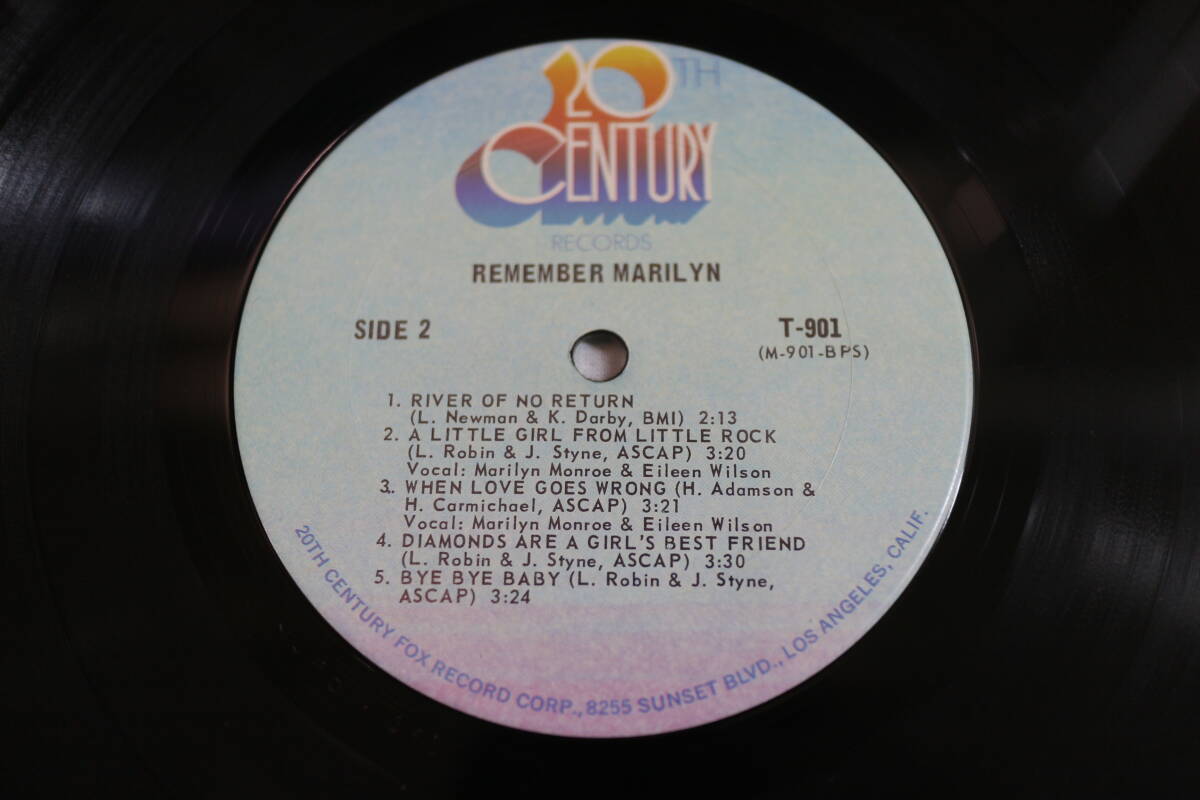 20TH
CENTURY
RECORDS
REMEMBER MARILYN
SIDE 2
T-901
(M-901-BPS)
1. RIVER OF NO RETURN
(L. Newman & K. Darby, BMI) 2:13
2. A LITTLE GIRL FROM LITTLE ROCK
(L. Robin & J. Styne, ASCAP) 3:20
Vocal: Marilyn Monroe & Eileen Wilson
3. WHEN LOVE GOES WRONG (H. Adamson &
H. Carmichael, ASCAP) 3:21
Vocal: Marilyn Monroe & Eileen Wilson
4. DIAMONDS ARE A GIRL'S BEST FRIEND
(L. Robin & J. Styne, ASCAP) 3:30
5. BYE BYE BABY (L. Robin & J. Styne,
ASCAP) 3:24
20TH CENTURY FOX RECORD CORP., 8255 SUNSET BLVD., LOS ANGELES, CALIF.